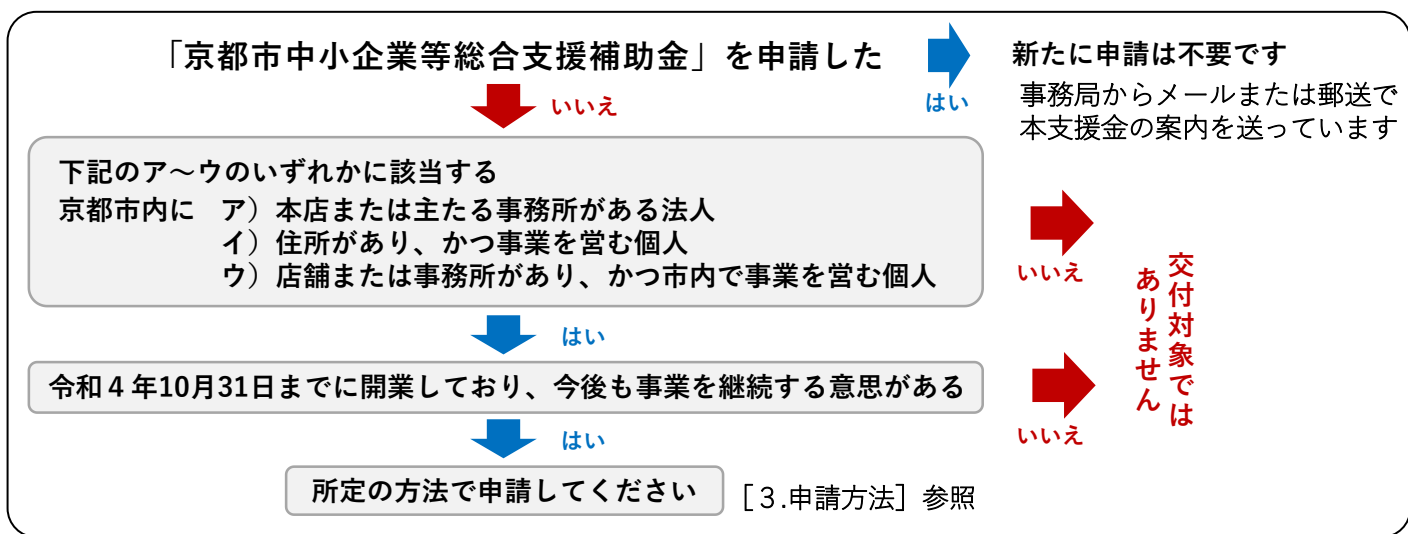 「京都市中小企業等総合支援補助金」を申請した
はい
新たに申請は不要です
事務局からメールまたは郵送で
本支援金の案内を送っています
いいえ
下記のア～ウのいずれかに該当する
京都市内に　ア）本店または主たる事務所がある法人
イ）住所があり、かつ事業を営む個人
ウ）店舗または事務所があり、かつ市内で事業を営む個人
いいえ
はい
令和４年10月31日までに開業しており、今後も事業を継続する意思がある
いいえ
交付対象では
ありません
はい
所定の方法で申請してください
［３.申請方法］参照